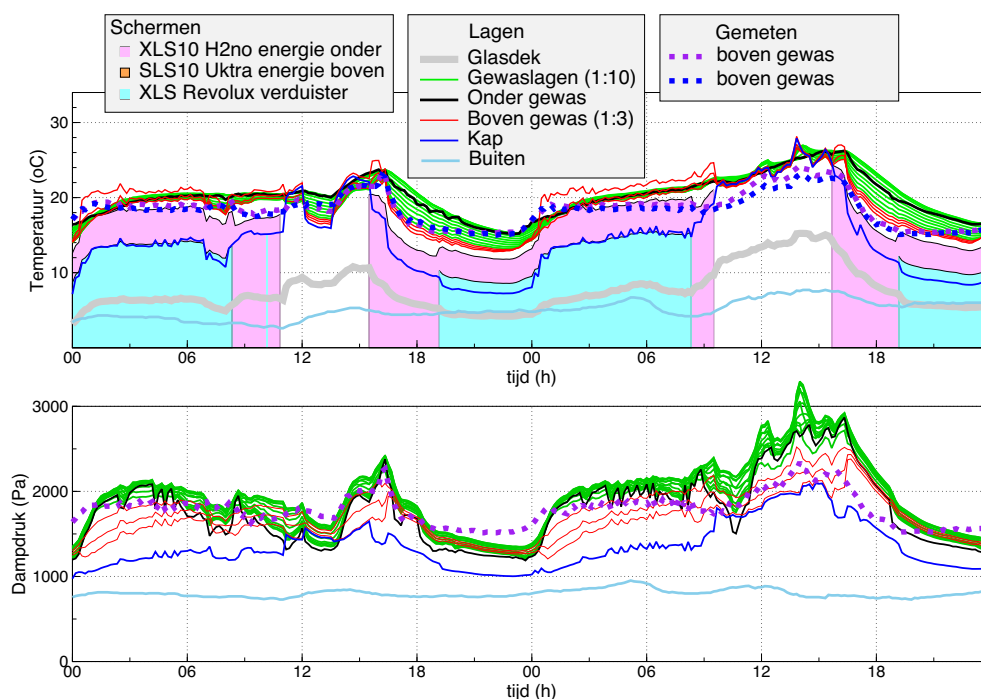 Schermen
XLS10 H2no energie onder
SLS10 Uktra energie boven
XLS Revolux verduister
Lagen
Glasdek
Gewaslagen (1:10)
Onder gewas
Boven gewas (1:3)
Kap
Buiten
Gemeten
boven gewas
boven gewas
Temperatuur (oC)
30
20
10
00
06
12
18
00
06
12
18
tijd (h)
Dampdruk (Pa)
3000
2000
1000
0
00
06
12
18
00
06
12
18
tijd (h)